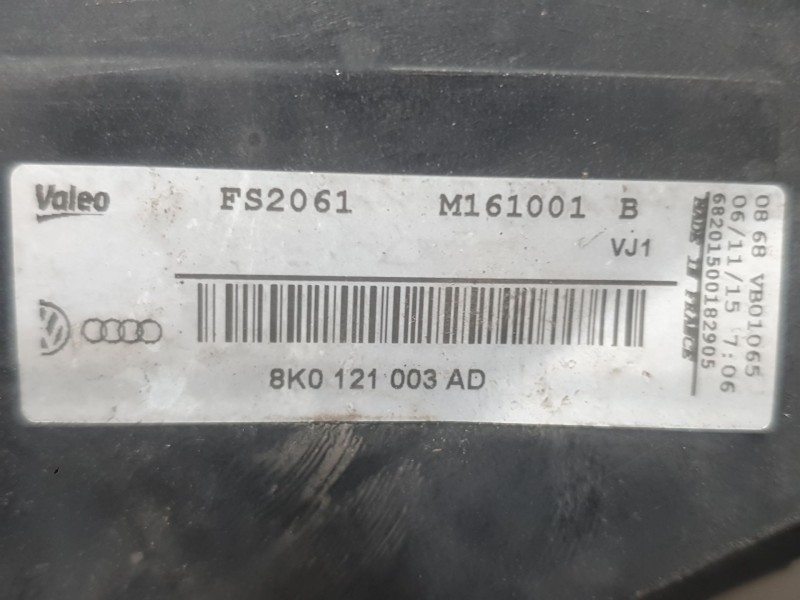 Valeo FS2061 M161001 B
VJ1
8K0 121 003 AD
08 68 VB01065
06/11/15 7:06
MADE IN FRANCE
6820150018290​5